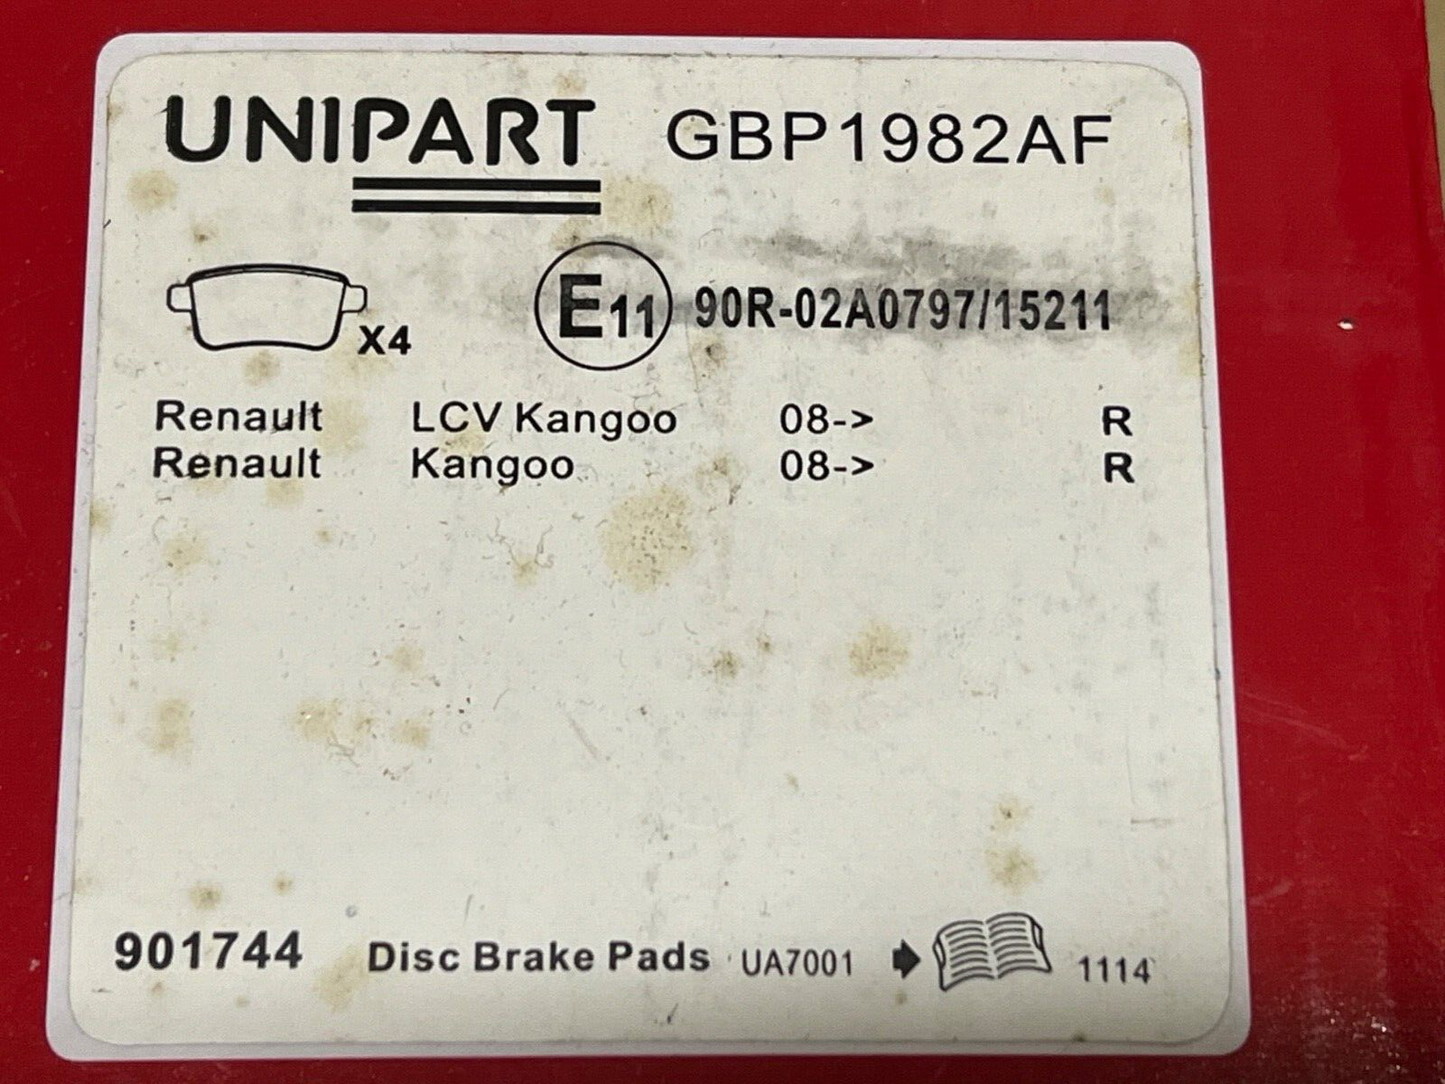 UNIPART GBP1982AF
X4 E11 90R-02A0797/15211
Renault LCV Kangoo 08-> R
Renault Kangoo 08-> R
901744 Disc Brake Pads UA7001 1114